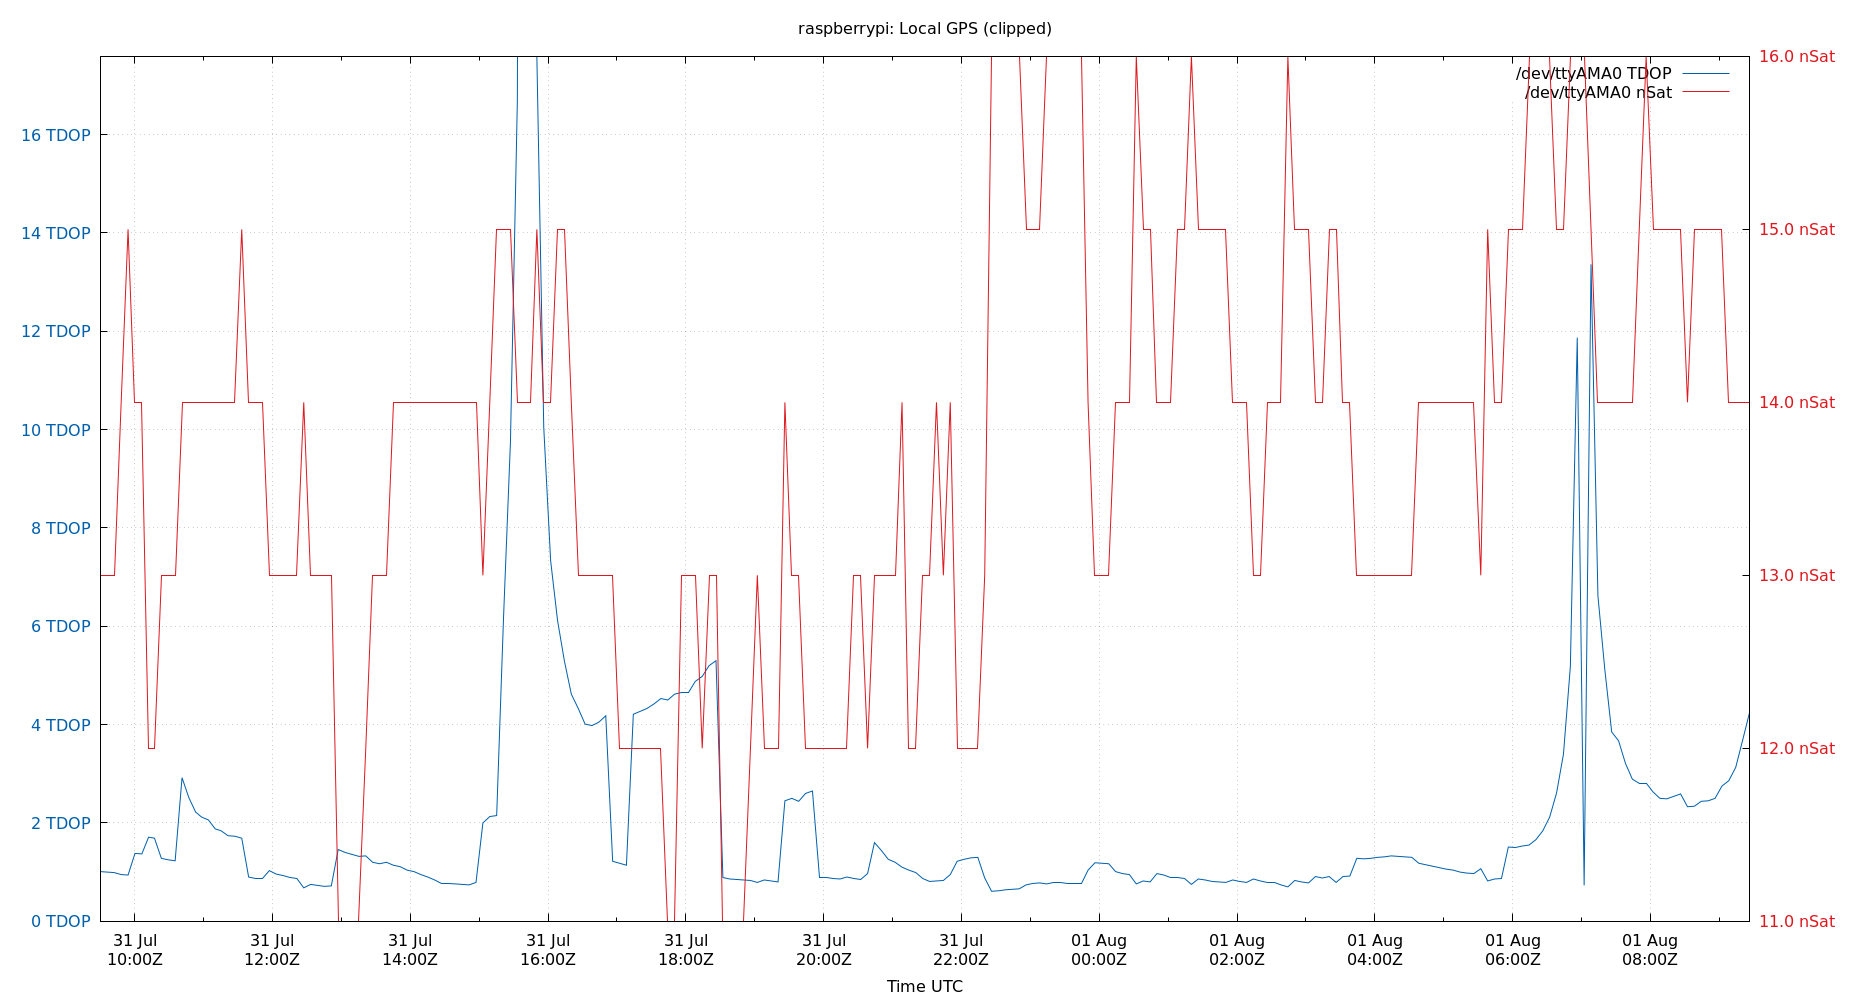 raspberrypi: Local GPS (clipped)
16.0 nSat
/dev/ttyAMA0 TDOP
/dev/ttyAMA0 nSat
16 TDOP
15.0 nSat
14 TDOP
12 TDOP
14.0 nSat
10 TDOP
8 TDOP
13.0 nSat
6 TDOP
12.0 nSat
4 TDOP
2 TDOP
0 TDOP
11.0 nSat
31 Jul 31 Jul 31 Jul 31 Jul 31 Jul 31 Jul 31 Jul 01 Aug 01 Aug 01 Aug 01 Aug 01 Aug
10:00Z 12:00Z 14:00Z 16:00Z 18:00Z 20:00Z 22:00Z 00:00Z 02:00Z 04:00Z 06:00Z 08:00Z
Time UTC